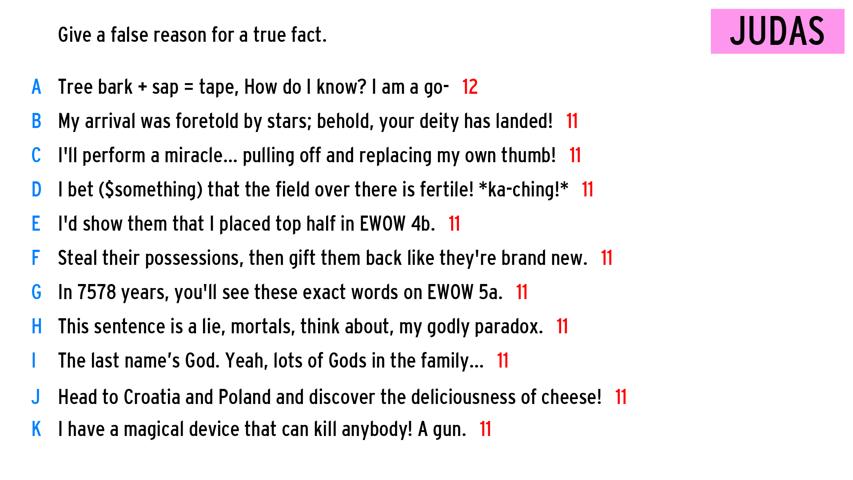 Give a false reason for a true fact.
JUDAS
A Tree bark + sap = tape, How do I know? I am a go- 12
B My arrival was foretold by stars; behold, your deity has landed! 11
C I'll perform a miracle... pulling off and replacing my own thumb! 11
D I bet ($something) that the field over there is fertile! *ka-ching!* 11
E I'd show them that I placed top half in EWOW 4b. 11
F Steal their possessions, then gift them back like they're brand new. 11
G In 7578 years, you'll see these exact words on EWOW 5a. 11
H This sentence is a lie, mortals, think about, my godly paradox. 11
I The last name’s God. Yeah, lots of Gods in the family... 11
J Head to Croatia and Poland and discover the deliciousness of cheese! 11
K I have a magical device that can kill anybody! A gun. 11